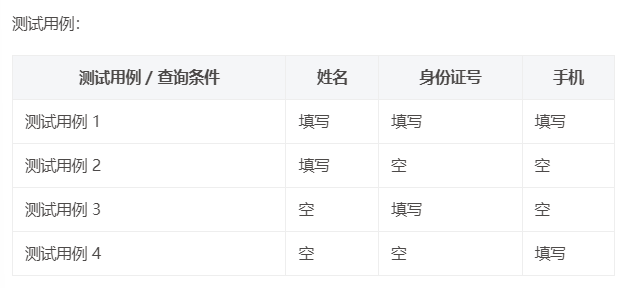 测试用例:
测试用例 / 查询条件 姓名 身份证号 手机
测试用例 1 填写 填写 填写
测试用例 2 填写 空 空
测试用例 3 空 填写 空
测试用例 4 空 空 填写